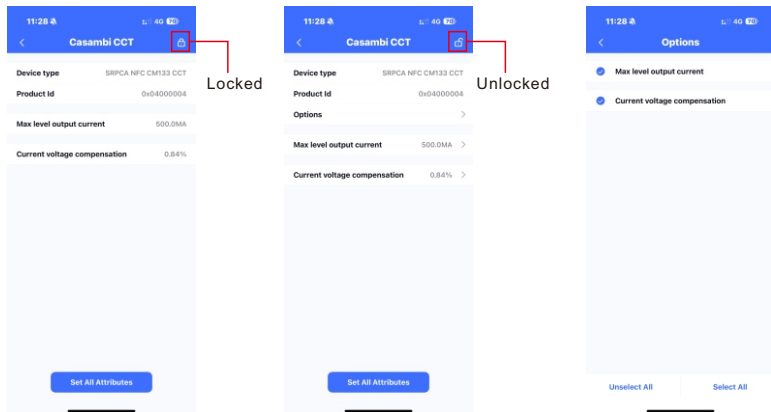 11:28
4G 70
Casambi CCT
Device type SRPCA NFC CM133 CCT
Product Id 0x04000004
Max level output current 500.0MA
Current voltage compensation 0.84%
Set All Attributes
Locked
11:28
4G 70
Casambi CCT
Device type SRPCA NFC CM133 CCT
Product Id 0x04000004
Options
Max level output current 500.0MA
Current voltage compensation 0.84%
Set All Attributes
Unlocked
11:28
4G 70
Options
Max level output current
Current voltage compensation
Unselect All Select All